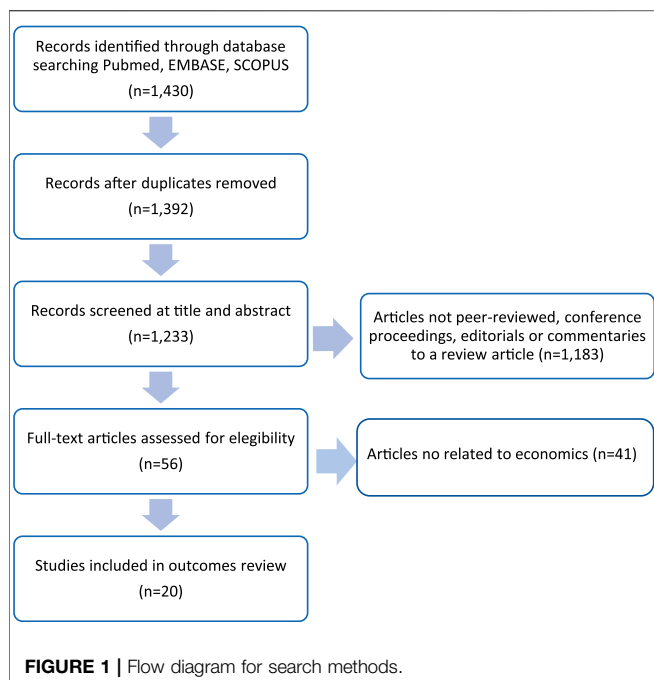 Records identified through database
searching Pubmed, EMBASE, SCOPUS
(n=1,430)
Records after duplicates removed
(n=1,392)
Records screened at title and abstract
(n=1,233)
Articles not peer-reviewed, conference
proceedings, editorials or commentaries
to a review article (n=1,183)
Full-text articles assessed for elegibility
(n=56)
Articles no related to economics (n=41)
Studies included in outcomes review
(n=20)
FIGURE 1 | Flow diagram for search methods.